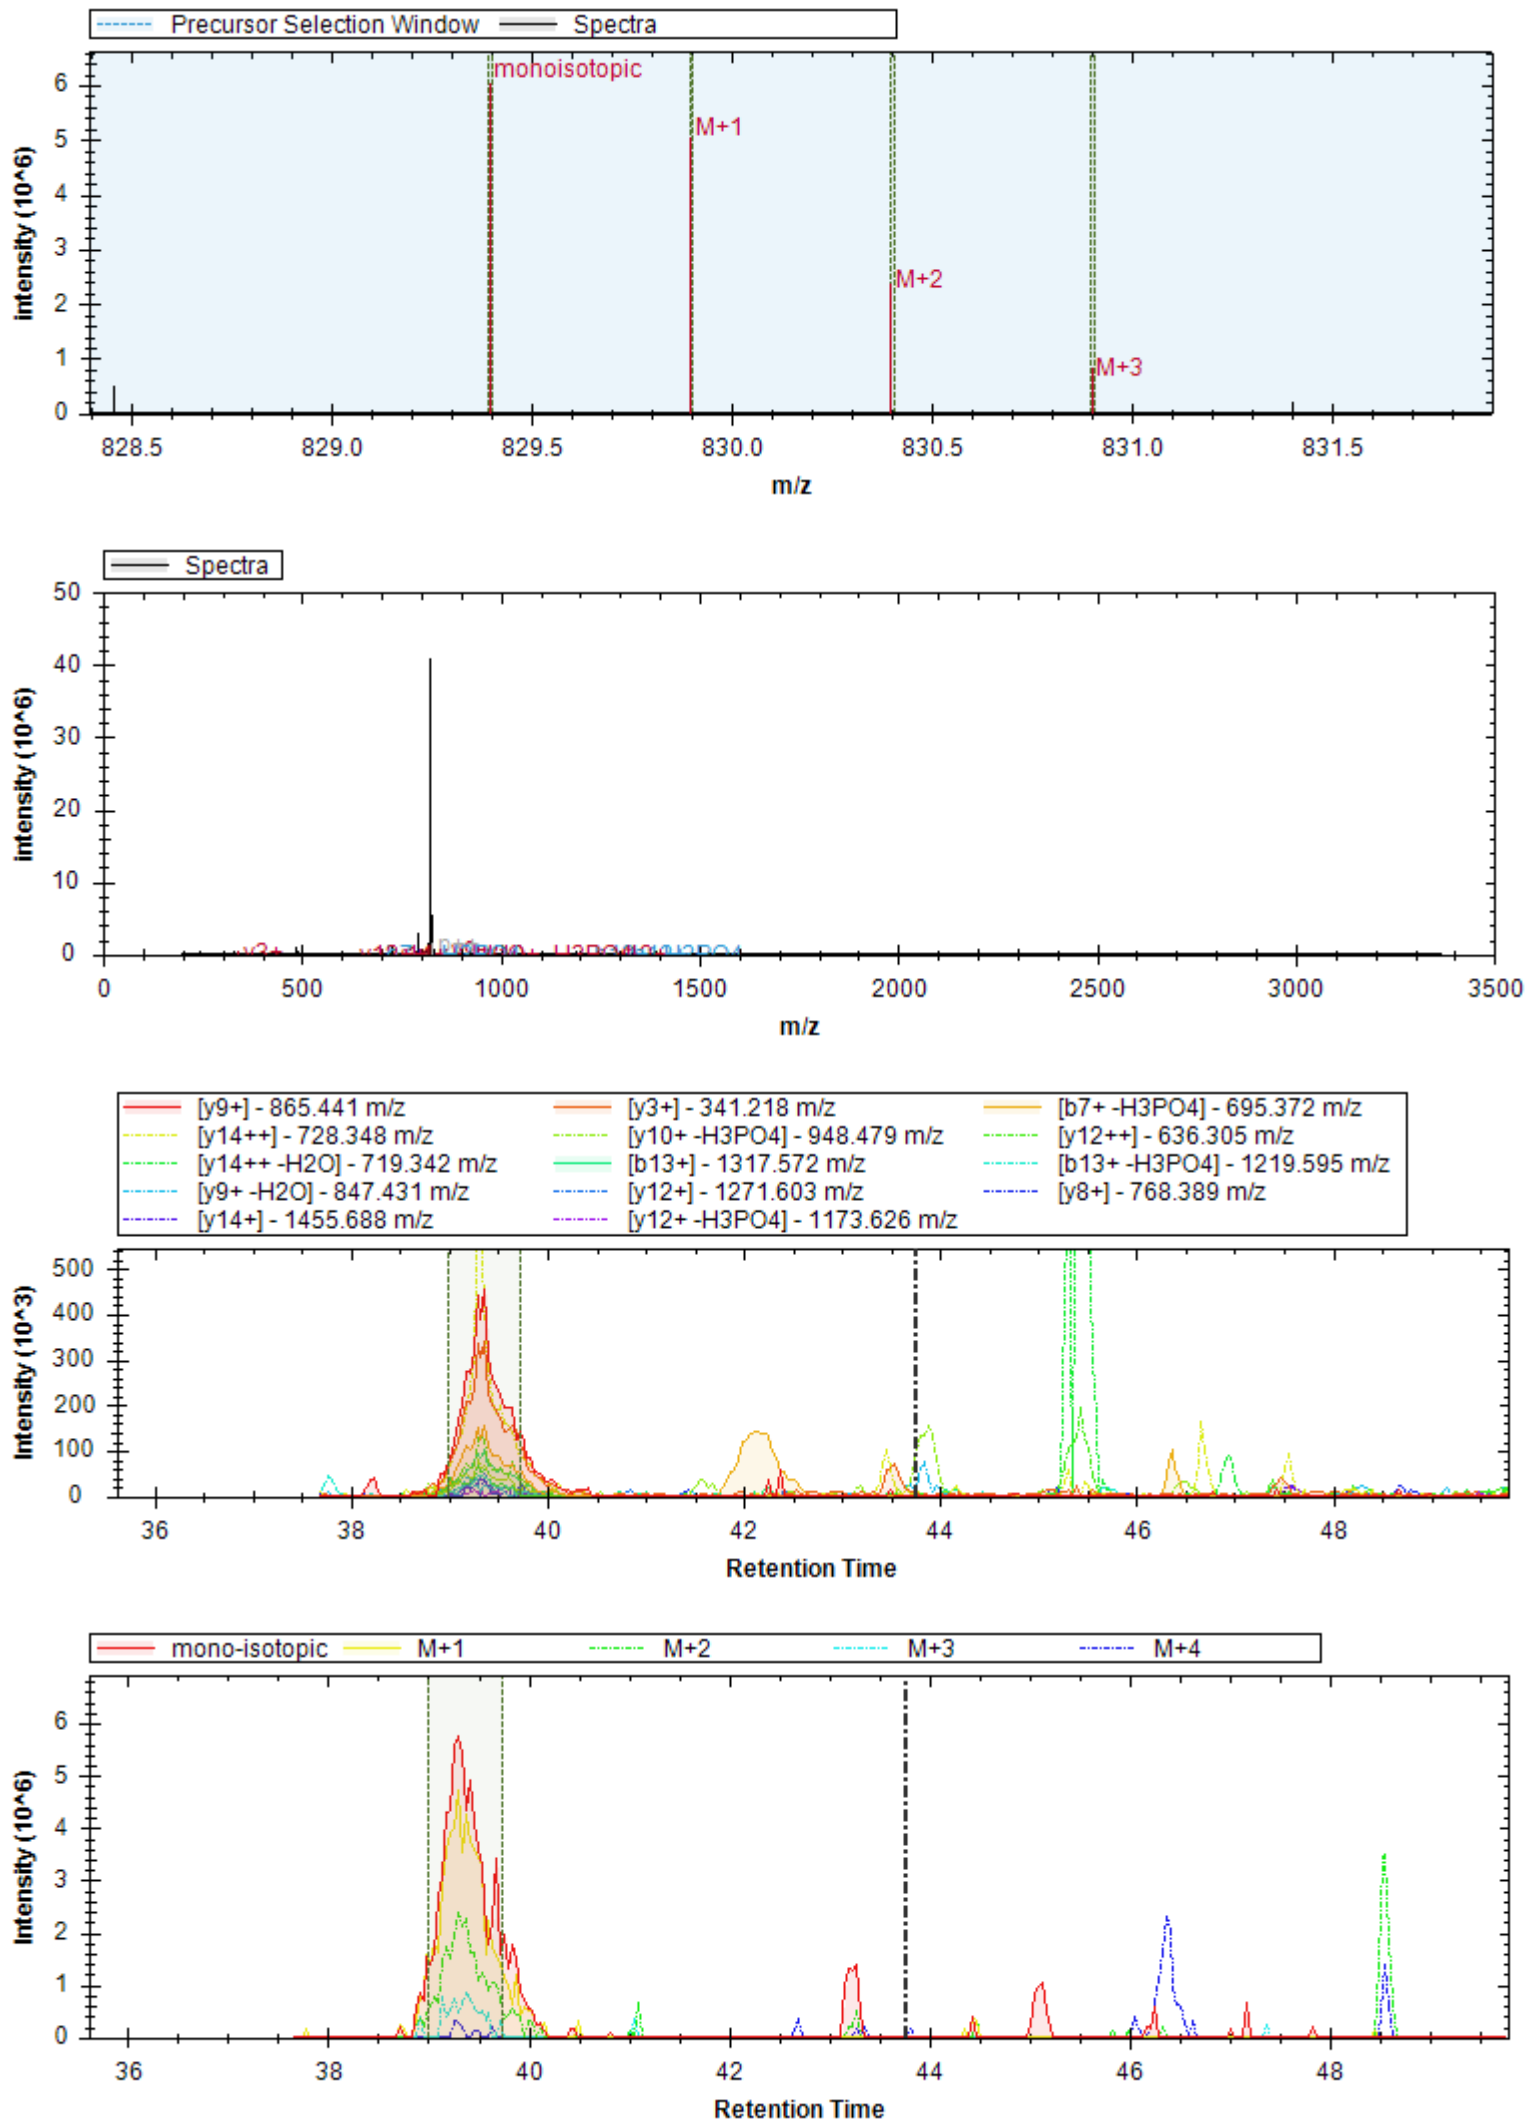 Precursor Selection Window Spectra
intensity (10^6)
6
5
4
3
2
1
0
monoisotopic
M+1
M+2
M+3
828.5 829.0 829.5 830.0 830.5 831.0 831.5
m/z
Spectra
intensity (10^6)
50
40
30
20
10
0
y3+
0 500 1000 1500 2000 2500 3000 3500
m/z
[y9+] - 865.441 m/z [y3+] - 341.218 m/z [b7+ -H3PO4] - 695.372 m/z
[y14++] - 728.348 m/z [y10+ -H3PO4] - 948.479 m/z [y12++] - 636.305 m/z
[y14++ -H2O] - 719.342 m/z [b13+] - 1317.572 m/z [b13+ -H3PO4] - 1219.595 m/z
[y9+ -H2O] - 847.431 m/z [y12+] - 1271.603 m/z [y8+] - 768.389 m/z
[y14+] - 1455.688 m/z [y12+ -H3PO4] - 1173.626 m/z
Intensity (10^3)
500
400
300
200
100
0
36 38 40 42 44 46 48
Retention Time
mono-isotopic M+1 M+2 M+3 M+4
Intensity (10^6)
6
5
4
3
2
1
0
36 38 40 42 44 46 48
Retention Time